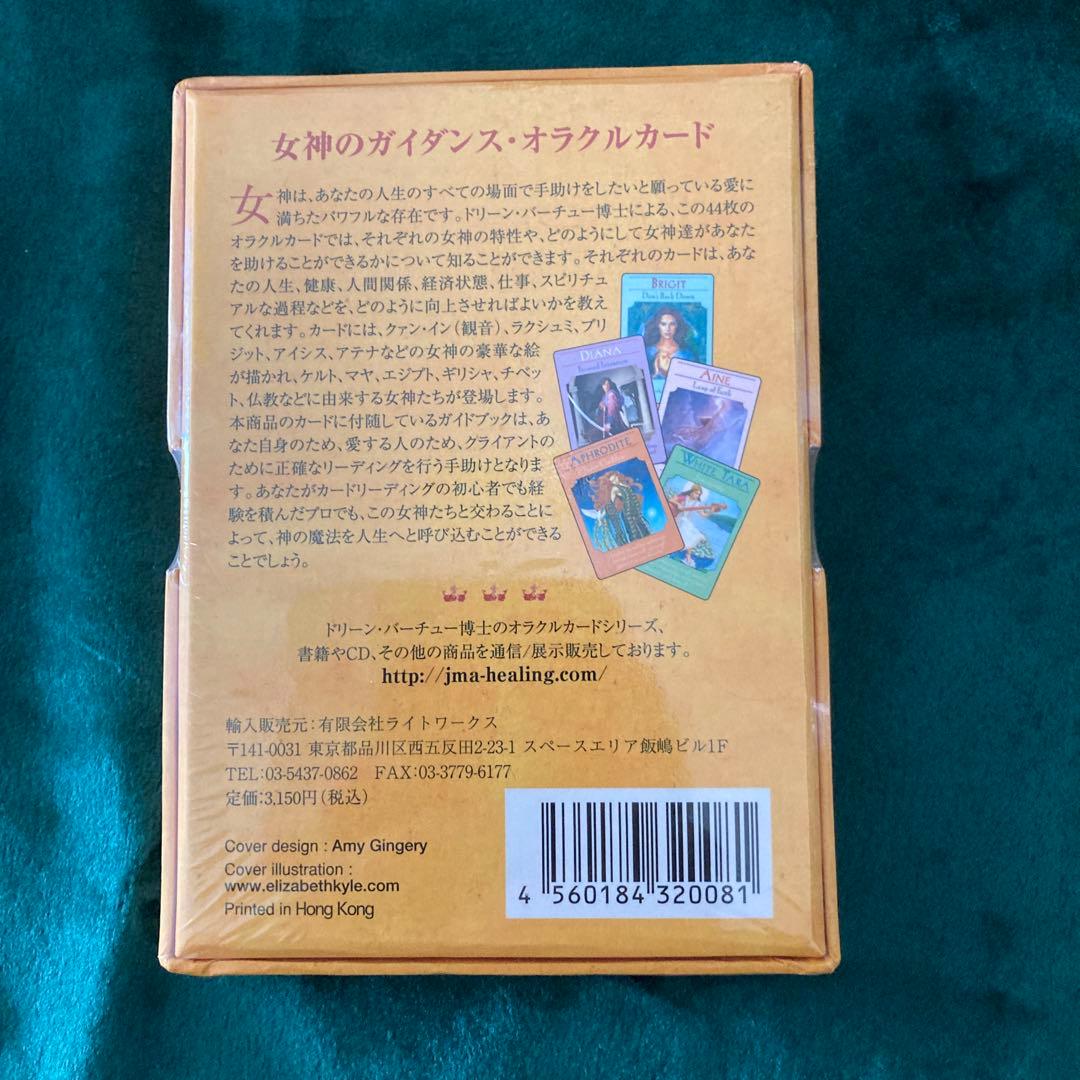 女神のガイダンス・オラクルカード
女神は、あなたの人生のすべての場面で手助けをしたいと願っている愛に
満ちたパワフルな存在です。ドリーン・バーチュー博士による、この44枚の
オラクルカードでは、それぞれの女神の特性や、どのようにして女神達があなた
を助けることができるかについて知ることができます。それぞれのカードは、あな
た の人生、健康、人間関係、経済状態、仕事、スピリチュ
アルな過程などを、どのように向上させればよいかを教え
てくれます。カードには、クァン・イン(観音)、ラクシュミ、ブリ
ジット、アイシス、アテナなどの女神の豪華な絵
が描かれ、ケルト、マヤ、エジプト、ギリシャ、チベッ
ト、仏教などに由来する女神たちが登場します。
本商品のカードに付随しているガイドブックは、あ
なた自身のため、愛する人のため、クライアントの
ために正確なリーディングを行う手助けとなりま
す。あなたがカードリーディングの初心者でも経
験を積んだプロでも、この女神たちと交わることに
よって、神の魔法を人生へと呼び込むことができる
ことでしょう。
BRIGIT
Don't Back Down
DIANA
Focused Intention
AINE
Leap of Faith
APHRODITE
WHITE TARA
ドリーン・バーチュー博士のオラクルカードシリーズ、
書籍やCD、その他の商品を通信/展示販売しております。
http://jma-healing.com/
輸入販売元:有限会社ライトワークス
〒141-0031 東京都品川区西五反田2-23-1 スペースエリア飯嶋ビル1F
TEL:03-5437-0862 FAX:03-3779-6177
定価:3,150円(税込)
Cover design : Amy Gingery
Cover illustration :
www.elizabethkyle.com
Printed in Hong Kong
4 560184 320081